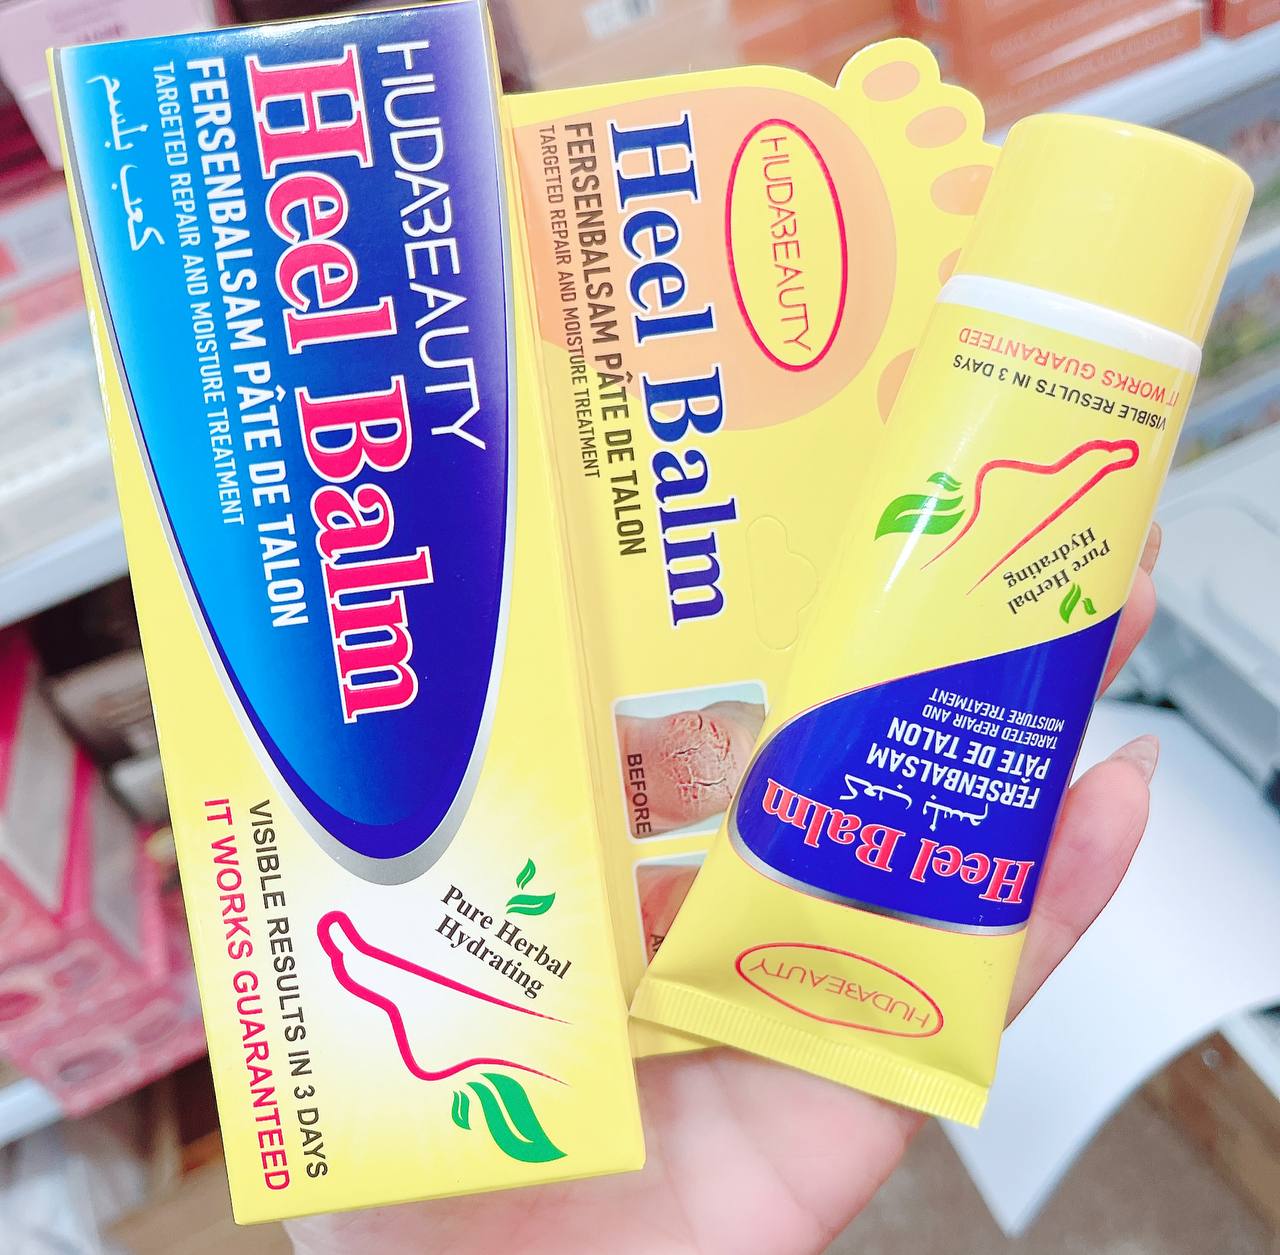 HUDABEAUTY
Heel Balm
FERSENBALSAM PÂTE DE TALON
TARGETED REPAIR AND MOISTURE TREATMENT
كعب بلسم
Pure Herbal
Hydrating
VISIBLE RESULTS IN 3 DAYS
IT WORKS GUARANTEED
HUDABEAUTY
Heel Balm
FERSENBALSAM PÂTE DE TALON
TARGETED REPAIR AND MOISTURE TREATMENT
BEFORE
HUDABEAUTY
Heel Balm
كعب بلسم
FERSENBALSAM
PATE DE TALON
TARGETED REPAIR AND
MOISTURE TREATMENT
Pure Herbal
Hydrating
VISIBLE RESULTS IN 3 DAYS
IT WORKS GUARANTEED